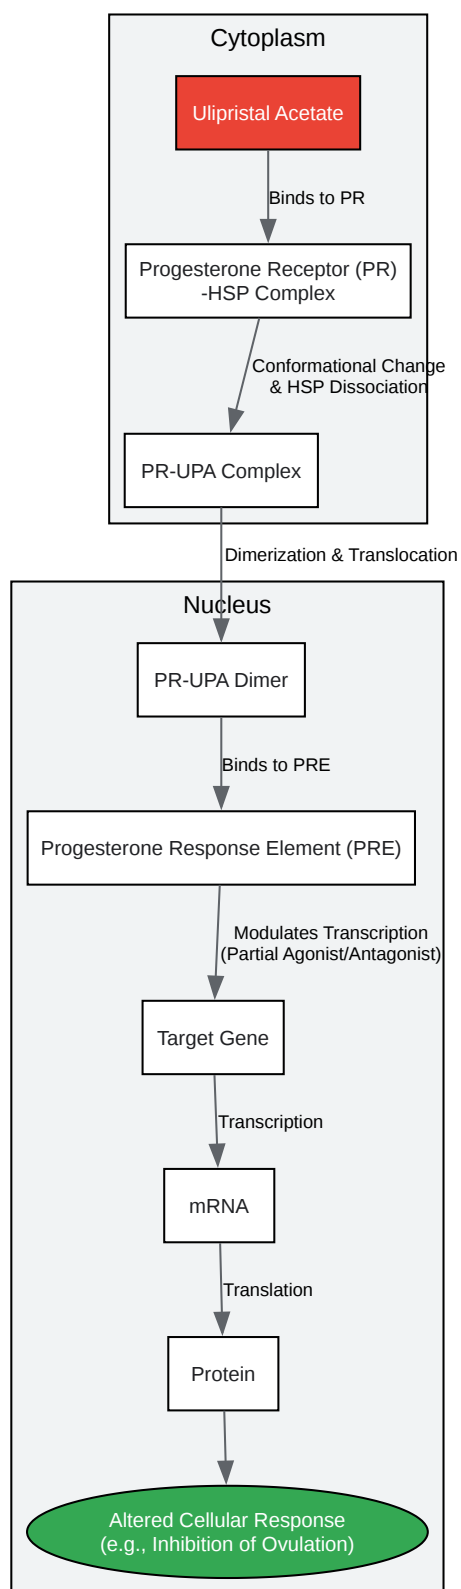 Cytoplasm
Ulipristal Acetate
Binds to PR
Progesterone Receptor (PR)
-HSP Complex
Conformational Change
& HSP Dissociation
PR-UPA Complex
Dimerization & Translocation
Nucleus
PR-UPA Dimer
Binds to PRE
Progesterone Response Element (PRE)
Modulates Transcription
(Partial Agonist/Antagonist)
Target Gene
Transcription
mRNA
Translation
Protein
Altered Cellular Response
(e.g., Inhibition of Ovulation)